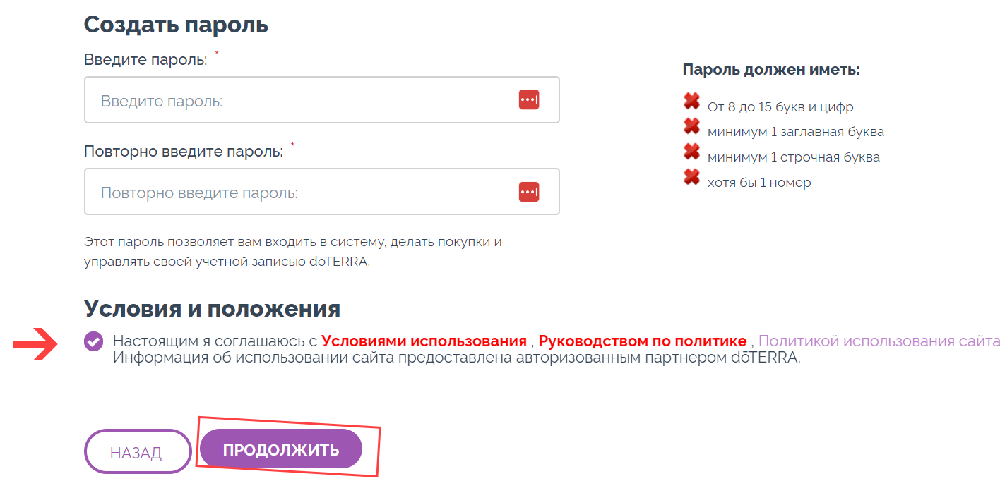 Создать пароль
Введите пароль: *
Введите пароль:
Повторно введите пароль: *
Повторно введите пароль:
Этот пароль позволяет вам входить в систему, делать покупки и
управлять своей учетной записью dōTERRA.
Пароль должен иметь:
От 8 до 15 букв и цифр
минимум 1 заглавная буква
минимум 1 строчная буква
хотя бы 1 номер
Условия и положения
Настоящим я соглашаюсь с Условиями использования , Руководством по политике , Политикой использования сайта
Информация об использовании сайта предоставлена авторизованным партнером dōTERRA.
НАЗАД
ПРОДОЛЖИТЬ